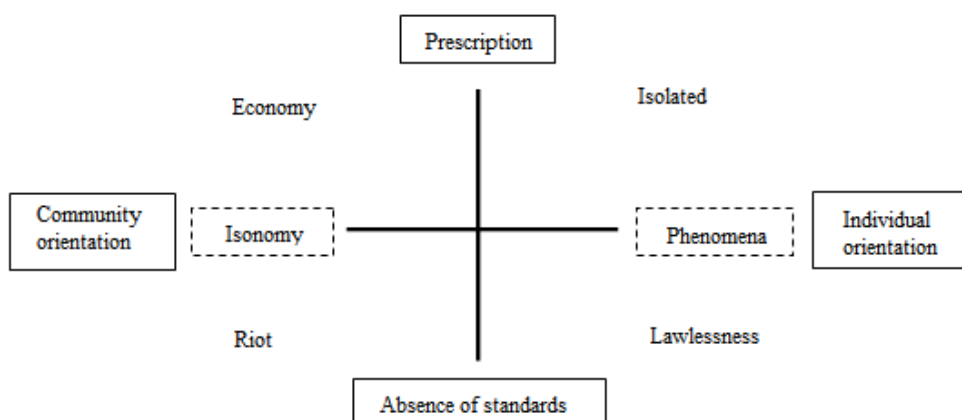 Prescription
Economy
Isolated
Community
orientation
Isonomy
Phenomena
Individual
orientation
Riot
Lawlessness
Absence of standards